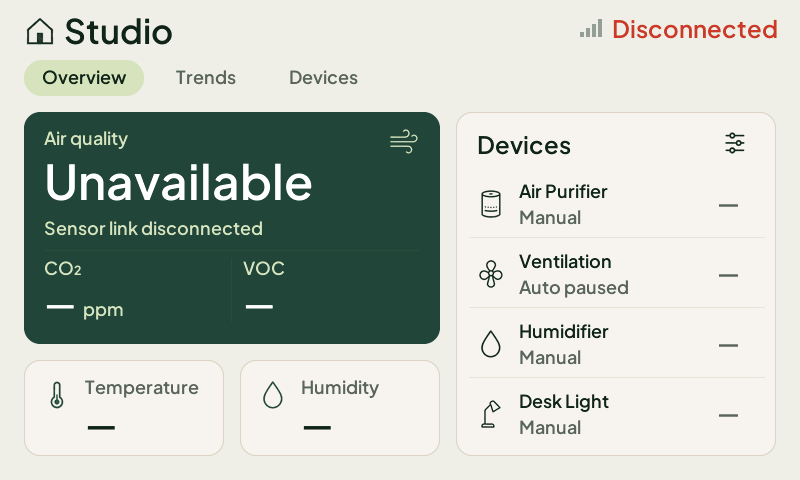 Studio
Disconnected
Overview
Trends
Devices
Air quality
Unavailable
Sensor link disconnected
CO₂
VOC
— ppm
—
Temperature
—
Humidity
—
Devices
Air Purifier
Manual
—
Ventilation
Auto paused
—
Humidifier
Manual
—
Desk Light
Manual
—